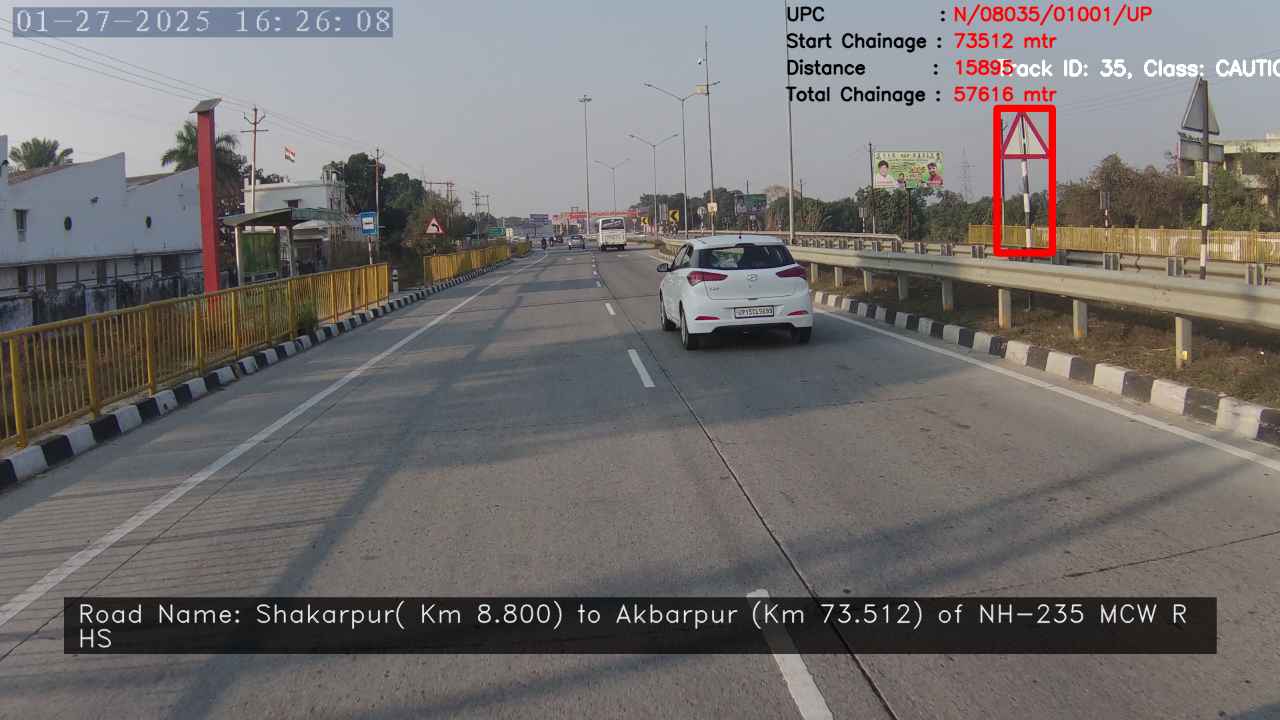 01-27-2025 16:26:08
UPC : N/08035/01001/UP
Start Chainage : 73512 mtr
Distance : 15895
Track ID: 35, Class: CAUTIO
Total Chainage : 57616 mtr
Road Name: Shakarpur( Km 8.800) to Akbarpur (Km 73.512) of NH-235 MCW R
HS